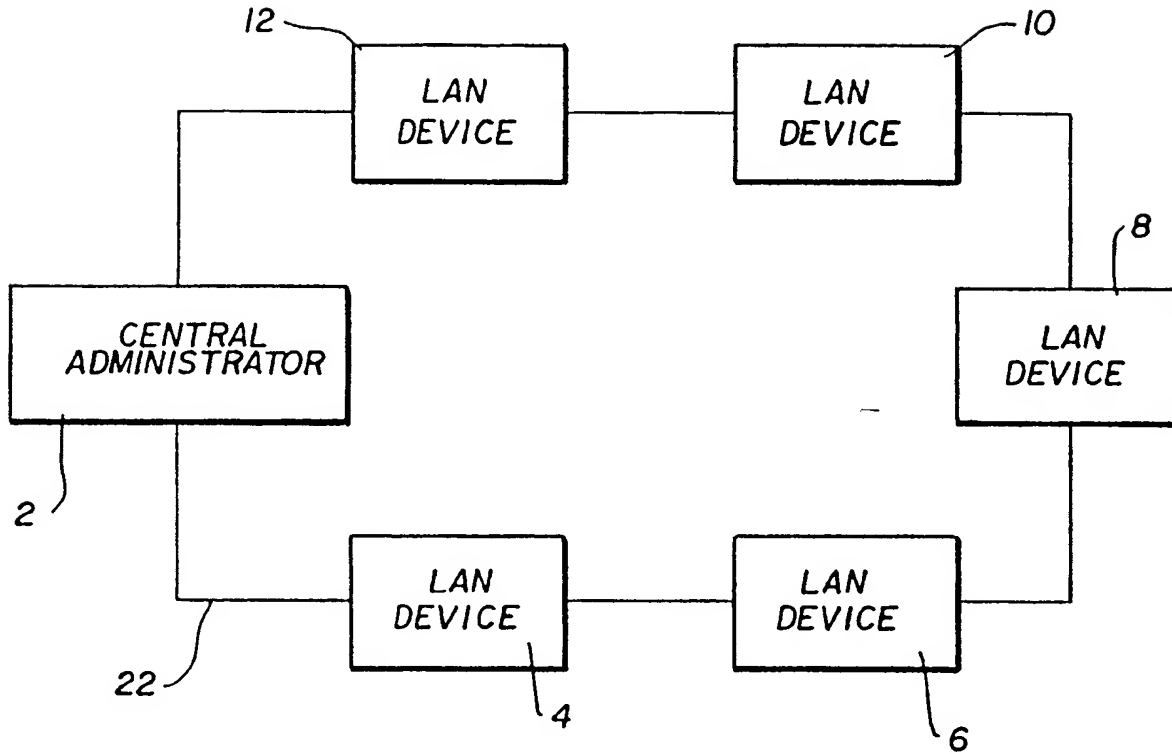 12
10
LAN
DEVICE
LAN
DEVICE
8
CENTRAL
ADMINISTRATOR
LAN
DEVICE
2
LAN
DEVICE
LAN
DEVICE
22
4
6